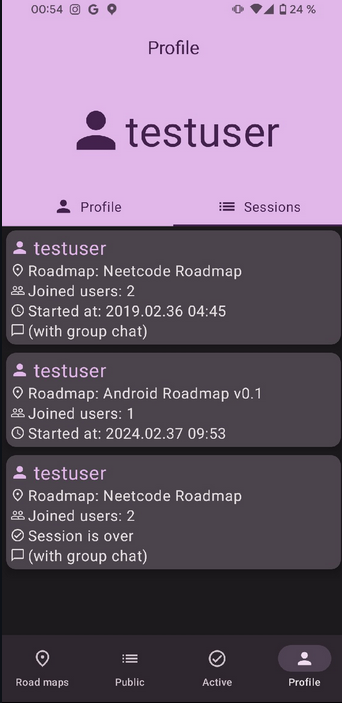 00:54 24 %
Profile
testuser
Profile Sessions
testuser
Roadmap: Neetcode Roadmap
Joined users: 2
Started at: 2019.02.36 04:45
(with group chat)
testuser
Roadmap: Android Roadmap v0.1
Joined users: 1
Started at: 2024.02.37 09:53
testuser
Roadmap: Neetcode Roadmap
Joined users: 2
Session is over
(with group chat)
Road maps Public Active Profile